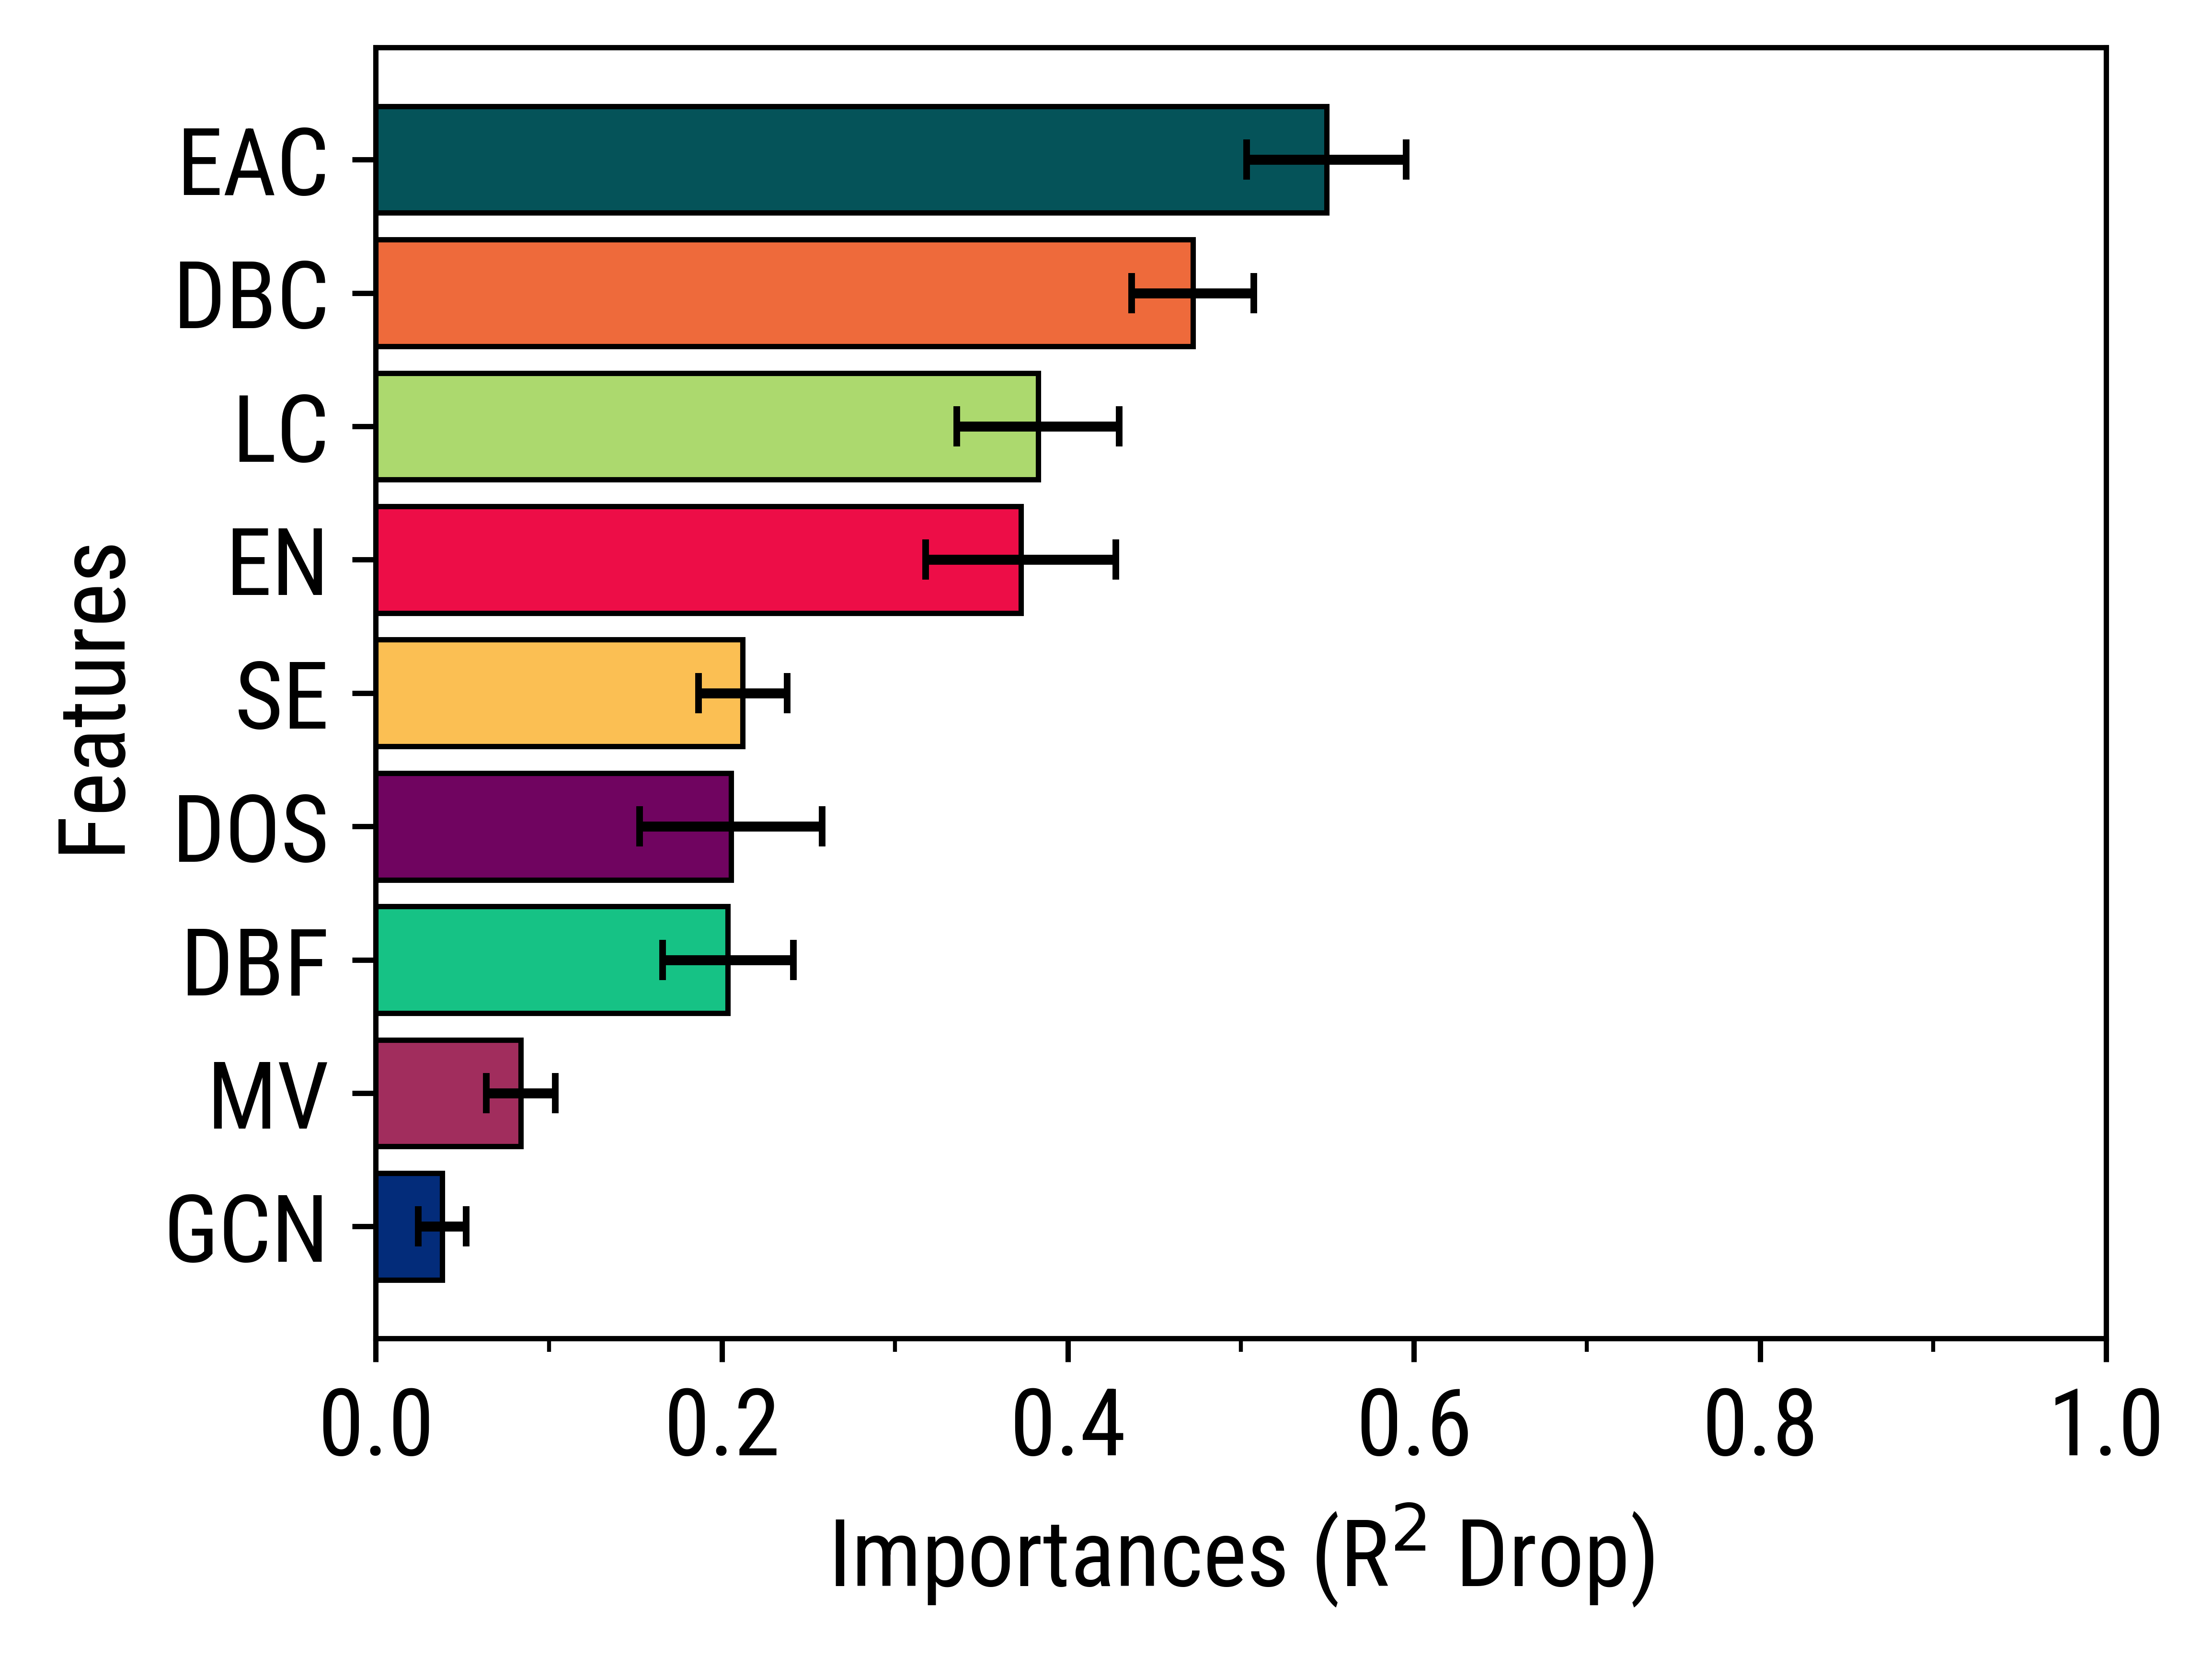 Features
EAC
DBC
LC
EN
SE
DOS
DBF
MV
GCN
0.0 0.2 0.4 0.6 0.8 1.0
Importances (R² Drop)